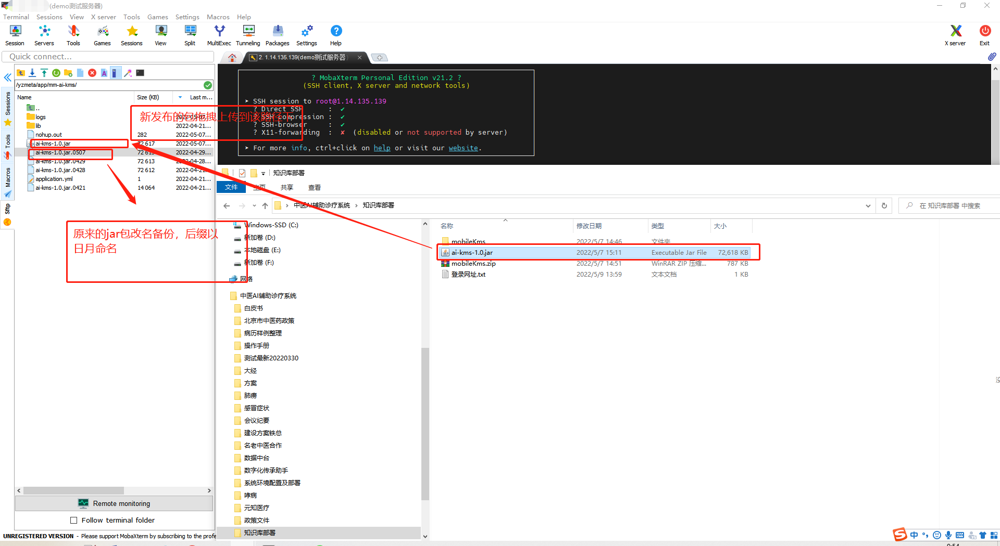 (demo测试服务器)
Terminal Sessions View X server Tools Games Settings Macros Help
Session Servers Tools Games Sessions View Split MultiExec Tunneling Packages Settings Help X server Exit
Quick connect...
2. 1.14.135.139(demo测试服务器
/yzmeta/app/mm-ai-kms/
Name Size (KB) Last m...
..
logs 2022-05-07...
lib 2022-04-21...
nohup.out 282 2022-05-07...
ai-kms-1.0.jar 72 617 2022-05-07...
ai-kms-1.0.jar.0507 72 613 2022-04-29...
ai-kms-1.0.jar.0429 72 613 2022-04-28...
ai-kms-1.0.jar.0428 72 612 2022-04-21...
application.yml 1 2022-04-21...
ai-kms-1.0.jar.0421 14 064 2022-04-21...
Sessions
Tools
Macros
Sftp
新发布的包拖拽上传到该路径下
原来的jar包改名备份，后缀以
日月命名
? MobaXterm Personal Edition v21.2 ?
(SSH client, X server and network tools)
➤ SSH session to root@1.14.135.139
? Direct SSH : ✔
? SSH compression : ✔
? SSH-browser : ✔
? X11-forwarding : ✘ (disabled or not supported by server)
➤ For more info, ctrl+click on help or visit our website.
知识库部署
文件 主页 共享 查看
中医AI辅助诊疗系统 › 知识库部署
在 知识库部署 中搜索
Windows-SSD (C:)
新加卷 (D:)
本地磁盘 (E:)
新加卷 (F:)
网络
中医AI辅助诊疗系统
白皮书
北京市中医药政策
病历样例整理
操作手册
测试最新20220330
大经
方案
肺痨
感冒症状
会议纪要
建设方案铁总
名老中医合作
数据中台
数字化传承助手
系统环境配置及部署
哮病
元知医疗
政策文件
知识库部署
名称 修改日期 类型 大小
mobileKms 2022/5/7 14:46 文件夹
ai-kms-1.0.jar 2022/5/7 15:11 Executable Jar File 72,618 KB
mobileKms.zip 2022/5/7 14:51 WinRAR ZIP 压缩... 787 KB
登录网址.txt 2022/5/9 13:59 文本文档 1 KB
Remote monitoring
Follow terminal folder
UNREGISTERED VERSION - Please support MobaXterm by subscribing to the profe
中